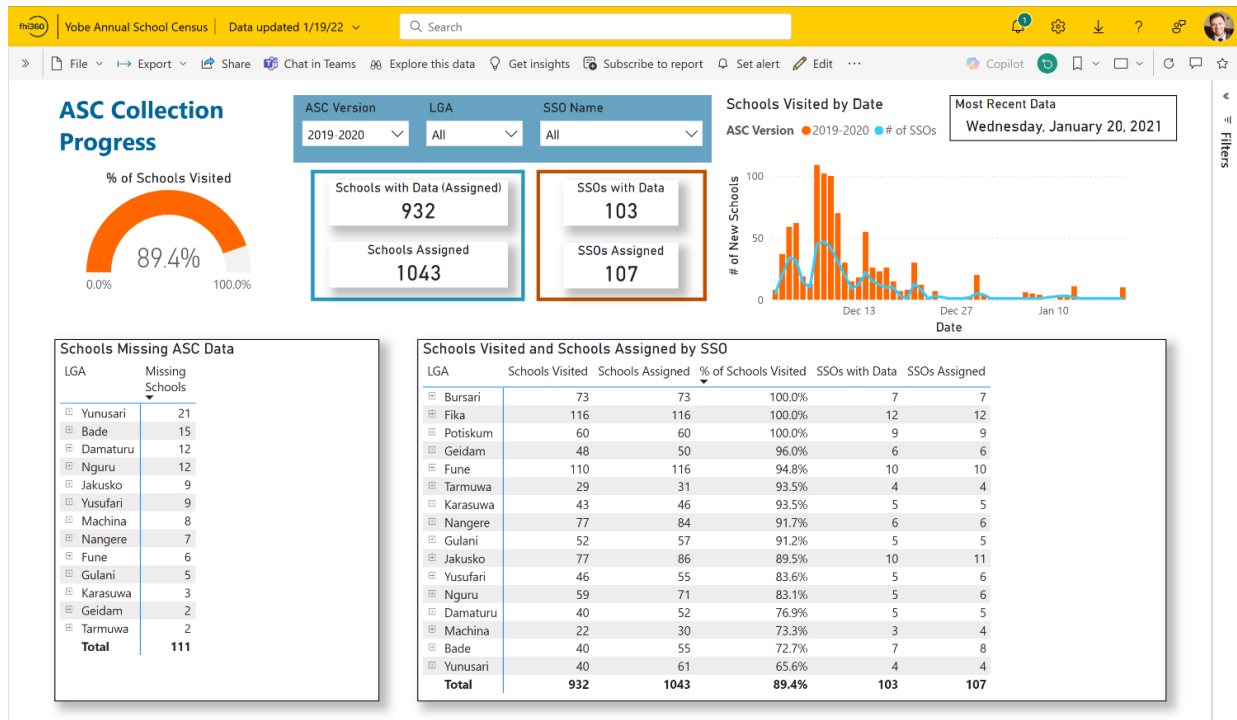 fhi360 Yobe Annual School Census Data updated 1/19/22 Search 1 ?
File Export Share Chat in Teams Explore this data Get insights Subscribe to report Set alert Edit ... Copilot
ASC Collection
Progress
% of Schools Visited
89.4%
0.0% 100.0%
ASC Version LGA SSO Name
2019-2020 All All
Schools with Data (Assigned)
932
Schools Assigned
1043
SSOs with Data
103
SSOs Assigned
107
Schools Visited by Date
ASC Version 2019-2020 # of SSOs
Most Recent Data
Wednesday, January 20, 2021
# of New Schools
100
50
0
Dec 13 Dec 27 Jan 10
Date
Filters
Schools Missing ASC Data
LGA Missing
Schools
Yunusari 21
Bade 15
Damaturu 12
Nguru 12
Jakusko 9
Yusufari 9
Machina 8
Nangere 7
Fune 6
Gulani 5
Karasuwa 3
Geidam 2
Tarmuwa 2
Total 111
Schools Visited and Schools Assigned by SSO
LGA Schools Visited Schools Assigned % of Schools Visited SSOs with Data SSOs Assigned
Bursari 73 73 100.0% 7 7
Fika 116 116 100.0% 12 12
Potiskum 60 60 100.0% 9 9
Geidam 48 50 96.0% 6 6
Fune 110 116 94.8% 10 10
Tarmuwa 29 31 93.5% 4 4
Karasuwa 43 46 93.5% 5 5
Nangere 77 84 91.7% 6 6
Gulani 52 57 91.2% 5 5
Jakusko 77 86 89.5% 10 11
Yusufari 46 55 83.6% 5 6
Nguru 59 71 83.1% 5 6
Damaturu 40 52 76.9% 5 5
Machina 22 30 73.3% 3 4
Bade 40 55 72.7% 7 8
Yunusari 40 61 65.6% 4 4
Total 932 1043 89.4% 103 107